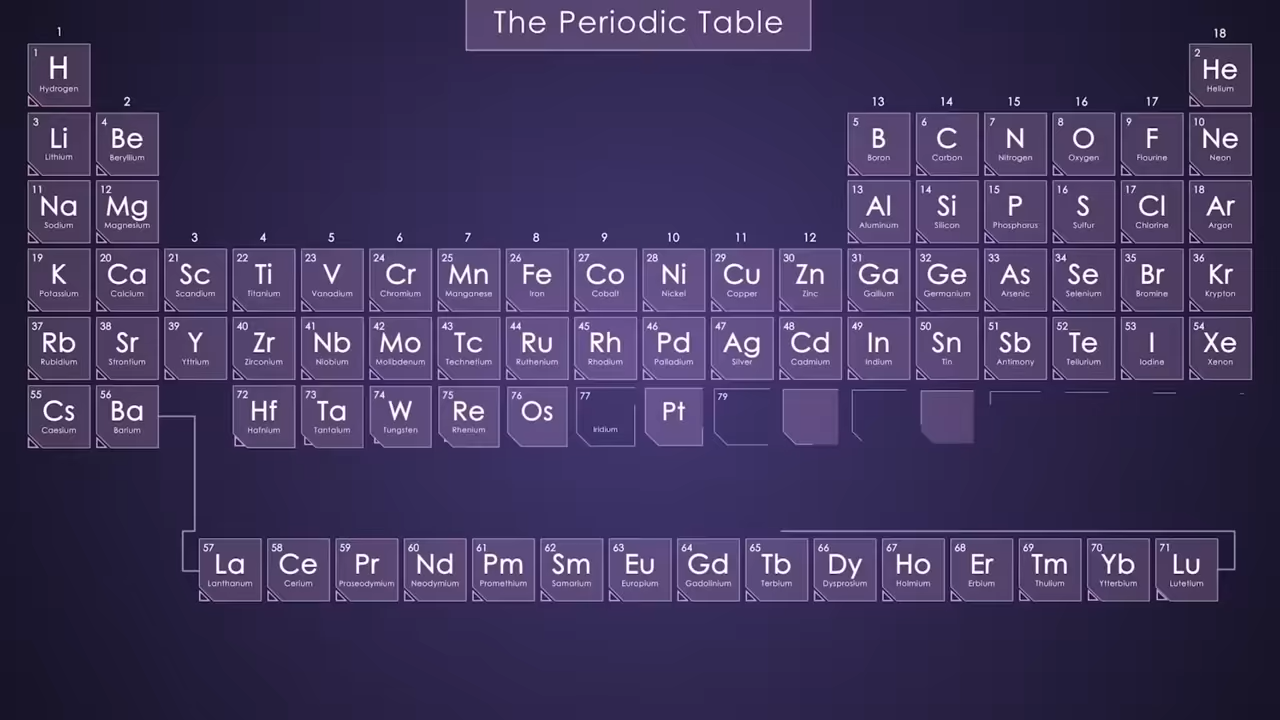 The Periodic Table
1 18
1 2
H He
Hydrogen Helium
2 13 14 15 16 17
3 4 5 6 7 8 9 10
Li Be B C N O F Ne
Lithium Beryllium Boron Carbon Nitrogen Oxygen Flourine Neon
11 12 13 14 15 16 17 18
Na Mg Al Si P S Cl Ar
Sodium Magnesium Aluminum Silicon Phospharus Sulfur Chlorine Argon
3 4 5 6 7 8 9 10 11 12
19 20 21 22 23 24 25 26 27 28 29 30 31 32 33 34 35 36
K Ca Sc Ti V Cr Mn Fe Co Ni Cu Zn Ga Ge As Se Br Kr
Potassium Calcium Scandium Titanium Vanadium Chromium Manganese Iron Cobalt Nickel Copper Zinc Gallium Germanium Arsenic Selenium Bromine Krypton
37 38 39 40 41 42 43 44 45 46 47 48 49 50 51 52 53 54
Rb Sr Y Zr Nb Mo Tc Ru Rh Pd Ag Cd In Sn Sb Te I Xe
Rubidium Strontium Yttrium Zirconium Niobium Molibdenum Technetium Ruthenium Rhodium Palladium Silver Cadmium Indium Tin Antimony Tellurium Iodine Xenon
55 56 72 73 74 75 76 77 79
Cs Ba Hf Ta W Re Os Pt
Caesium Barium Hafnium Tantalum Tungsten Rhenium Iridium
57 58 59 60 61 62 63 64 65 66 67 68 69 70 71
La Ce Pr Nd Pm Sm Eu Gd Tb Dy Ho Er Tm Yb Lu
Lanthanum Cerium Praseodymium Neodymium Promethium Samarium Europium Gadolinium Terbium Dysprosium Holmium Erbium Thulium Ytterbium Lutetium